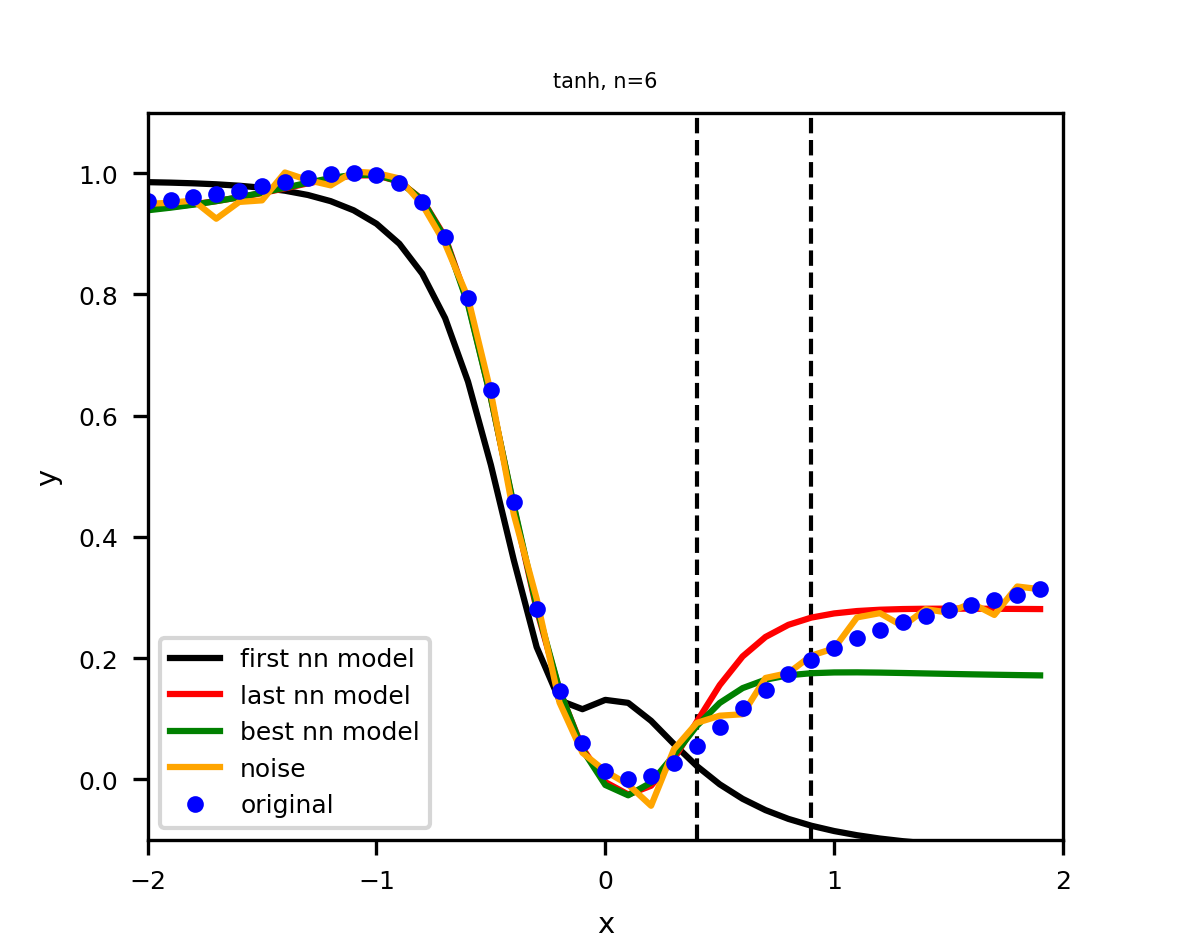 tanh, n=6
y
1.0
0.8
0.6
0.4
0.2
0.0
first nn model
last nn model
best nn model
noise
original
−2
−1
0
1
2
x